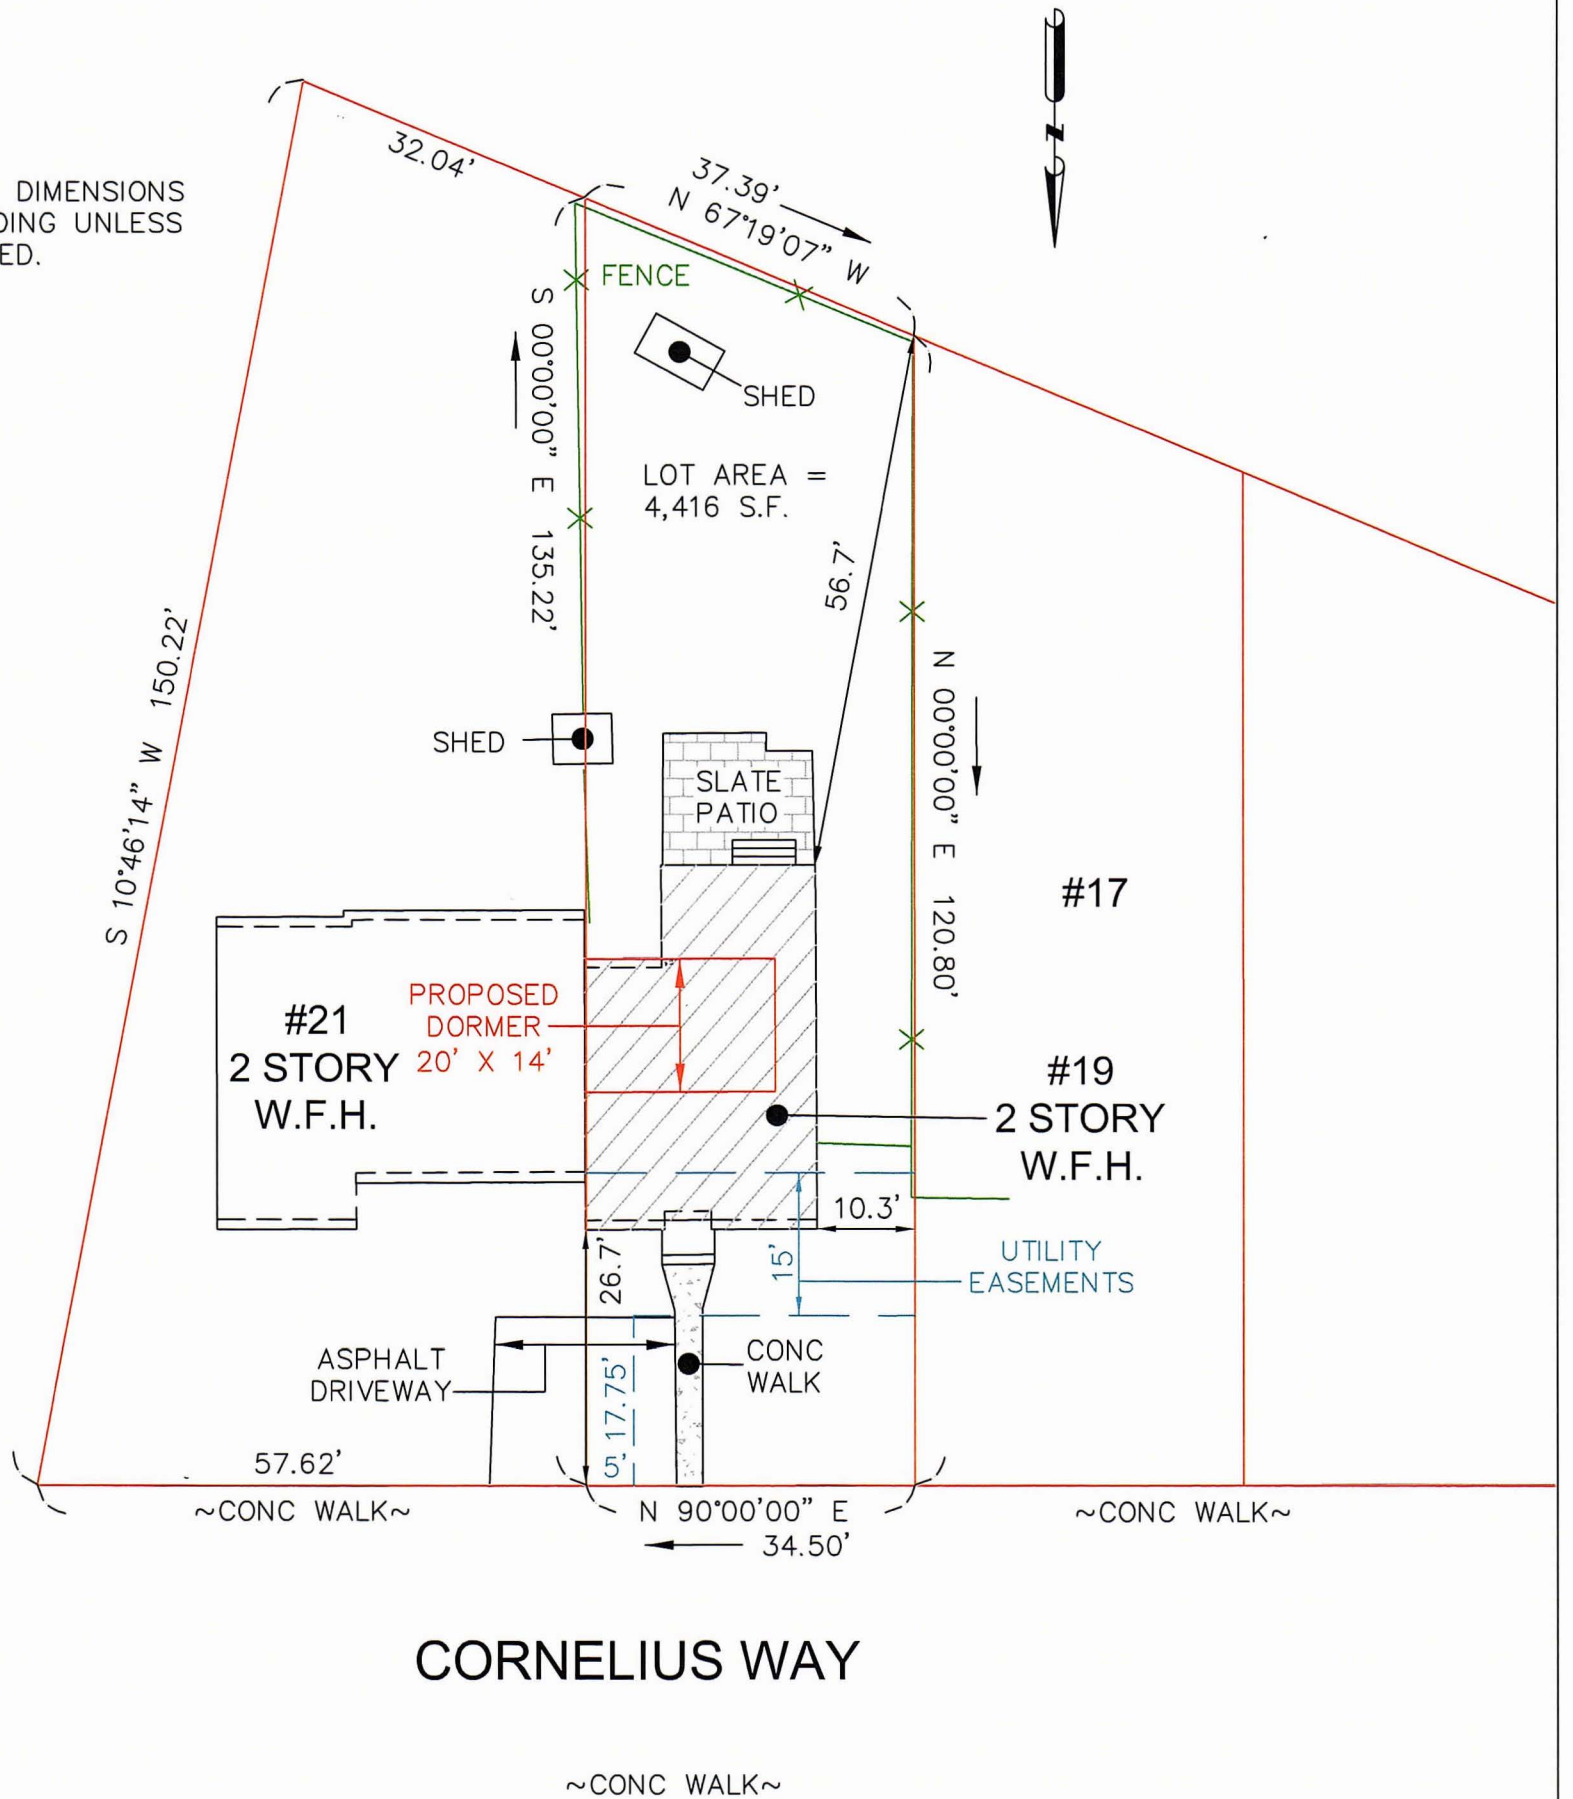 N
32.04'
37.39'
N 67°19'07" W
DIMENSIONS
DING UNLESS
ED.
FENCE
S 00°00'00" E 135.22'
SHED
LOT AREA =
4,416 S.F.
56.7'
S 10°46'14" W 150.22'
N 00°00'00" E 120.80'
SHED
SLATE
PATIO
#17
PROPOSED
DORMER
20' X 14'
#21
2 STORY
W.F.H.
#19
2 STORY
W.F.H.
10.3'
26.7'
15'
UTILITY
EASEMENTS
ASPHALT
DRIVEWAY
17.75'
CONC
WALK
57.62'
5'
~CONC WALK~
N 90°00'00" E
34.50'
~CONC WALK~
CORNELIUS WAY
~CONC WALK~